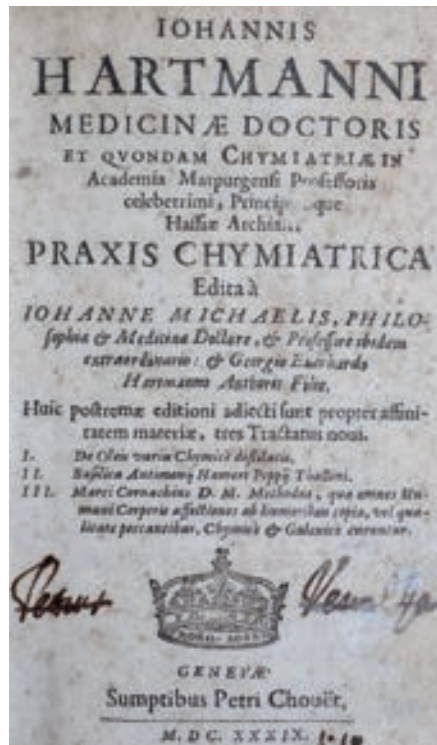 IOHANNIS
HARTMANNI
MEDICINÆ DOCTORIS
ET QVONDAM CHYMIATRIÆ IN
Academia Marpurgensi Professoris
celeberrimi, que
Hassiæ
PRAXIS CHYMIATRICA
Edita à
IOHANNE MICHAELIS, PHILO-
sophiæ & Medicinæ Doctore, & Professore ibidem
extraordinario: & Georgio Everhardo
Hartmanno Authoris Filio.
Huic postremæ editioni adiecti sunt propter affini-
tatem materiæ, tres Tractatus noui.
I. De Oleis variis Chymicè distillatis.
II. Basilica Antimonij Hameri Poppij Thallini.
III. Marci Cornachini D. M. Methodus, qua omnes Hu-
mani Corporis affectiones ab humoribus copia, vel qua-
litate peccantibus, Chymicè & Galenicè curantur.
GENEVÆ
Sumptibus Petri Chouët,
M. DC. XXXIX.